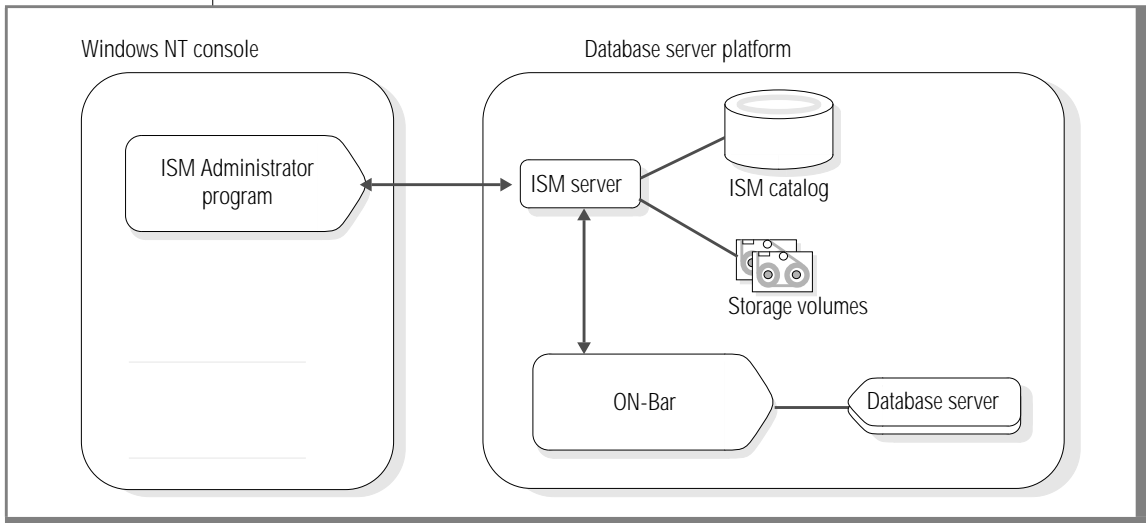 Windows NT console
Database server platform
ISM Administrator
program
ISM server
ISM catalog
Storage volumes
ON-Bar
Database server